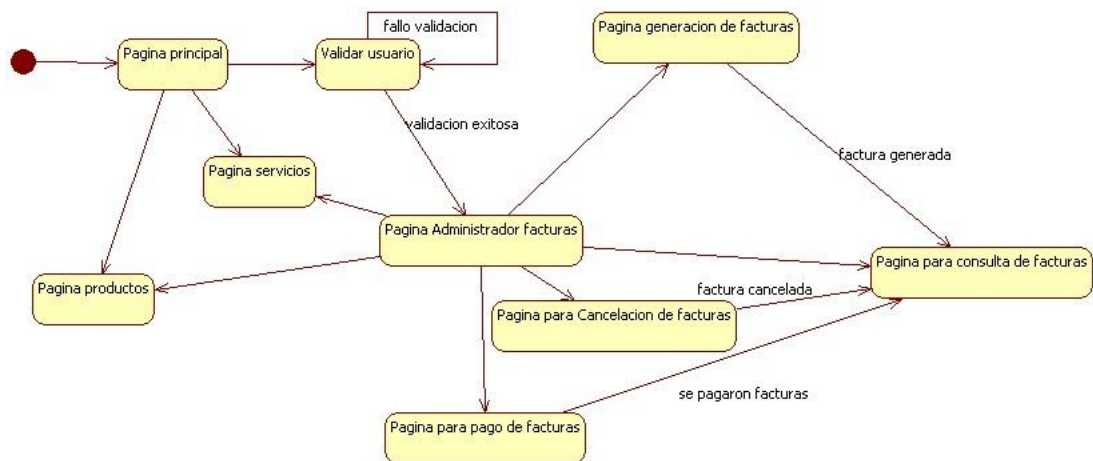 fallo validacion
Pagina generacion de facturas
Pagina principal
Validar usuario
validacion exitosa
factura generada
Pagina servicios
Pagina Administrador facturas
Pagina para consulta de facturas
Pagina productos
factura cancelada
Pagina para Cancelacion de facturas
se pagaron facturas
Pagina para pago de facturas